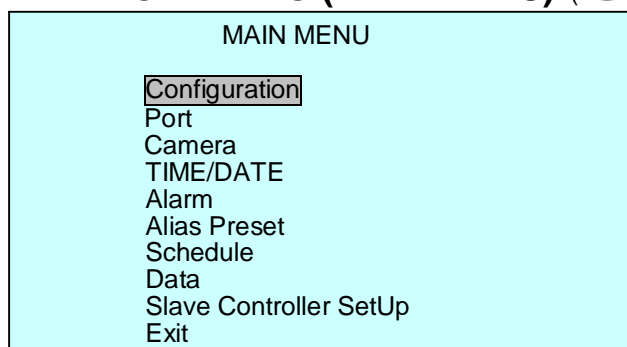 MAIN MENU
Configuration
Port
Camera
TIME/DATE
Alarm
Alias Preset
Schedule
Data
Slave Controller SetUp
Exit